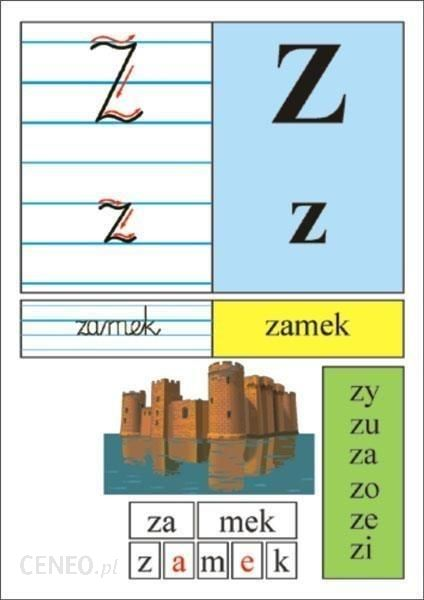 Z Z
z z
zamek zamek
zy
zu
za
zo
ze
zi
za mek
z a m e k
CENEO.pl